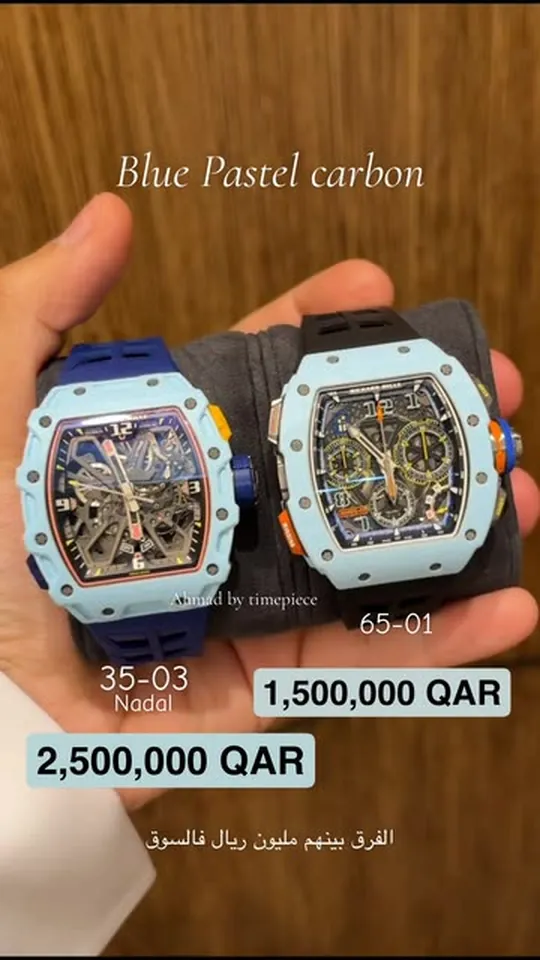 Blue Pastel carbon
Ahmad by timepiece
65-01
35-03
Nadal
1,500,000 QAR
2,500,000 QAR
الفرق بينهم مليون ريال فالسوق